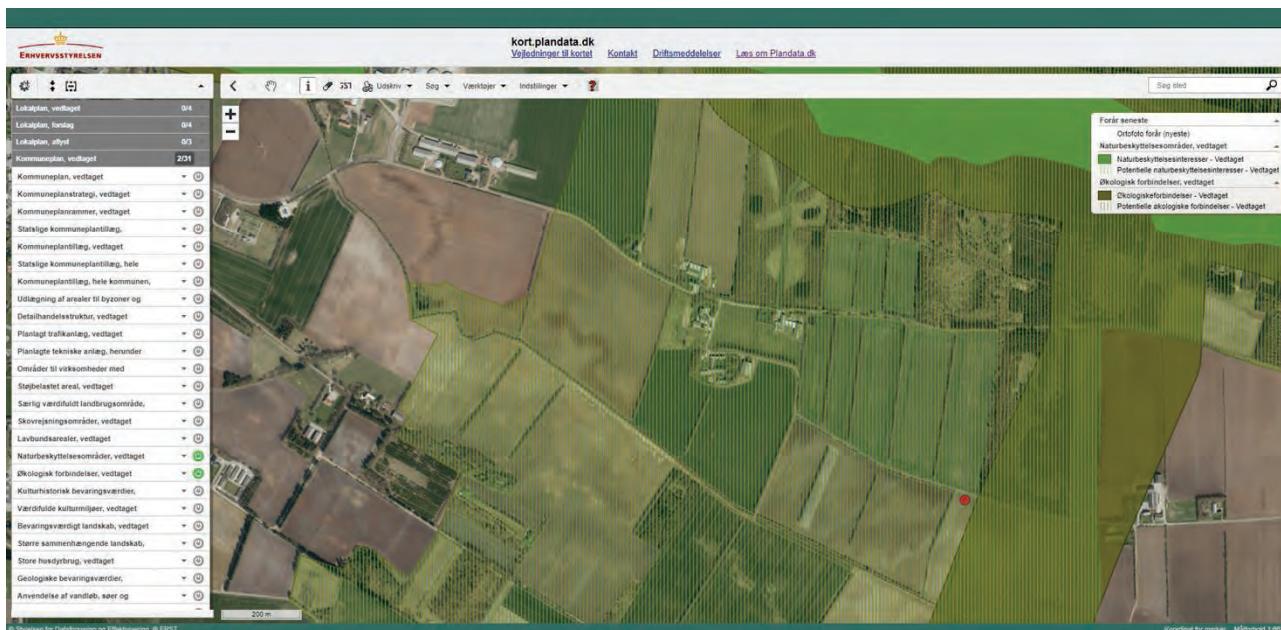 ERHVERVSSTYRELSEN
kort.plandata.dk
Vejledninger til kortet Kontakt Driftsmeddelelser Læs om Plandata.dk
Udskriv Søg Værktøjer Indstillinger ?
Søg sted
Lokalplan, vedtaget 0/4
Lokalplan, forslag 0/4
Lokalplan, aflyst 0/3
Kommuneplan, vedtaget 2/31
Kommuneplan, vedtaget
Kommuneplanstrategi, vedtaget
Kommuneplanrammer, vedtaget
Statslige kommuneplantillæg,
Kommuneplantillæg, vedtaget
Statslige kommuneplantillæg, hele
Kommuneplantillæg, hele kommunen,
Udlægning af arealer til byzoner og
Detailhandelsstruktur, vedtaget
Planlagt trafikanlæg, vedtaget
Planlagte tekniske anlæg, herunder
Områder til virksomheder med
Støjbelastet areal, vedtaget
Særlig værdifuldt landbrugsområde,
Skovrejsningsområder, vedtaget
Lavbundsarealer, vedtaget
Naturbeskyttelsesområder, vedtaget
Økologisk forbindelser, vedtaget
Kulturhistorisk bevaringsværdier,
Værdifulde kulturmiljøer, vedtaget
Bevaringsværdigt landskab, vedtaget
Større sammenhængende landskab,
Store husdyrbrug, vedtaget
Geologiske bevaringsværdier,
Anvendelse af vandløb, søer og
+
−
Forår seneste
Ortofoto forår (nyeste)
Naturbeskyttelsesområder, vedtaget
Naturbeskyttelsesinteresser - Vedtaget
Potentielle naturbeskyttelsesinteresser - Vedtaget
Økologisk forbindelser, vedtaget
Økologiskeforbindelser - Vedtaget
Potentielle økologiske forbindelser - Vedtaget
200 m